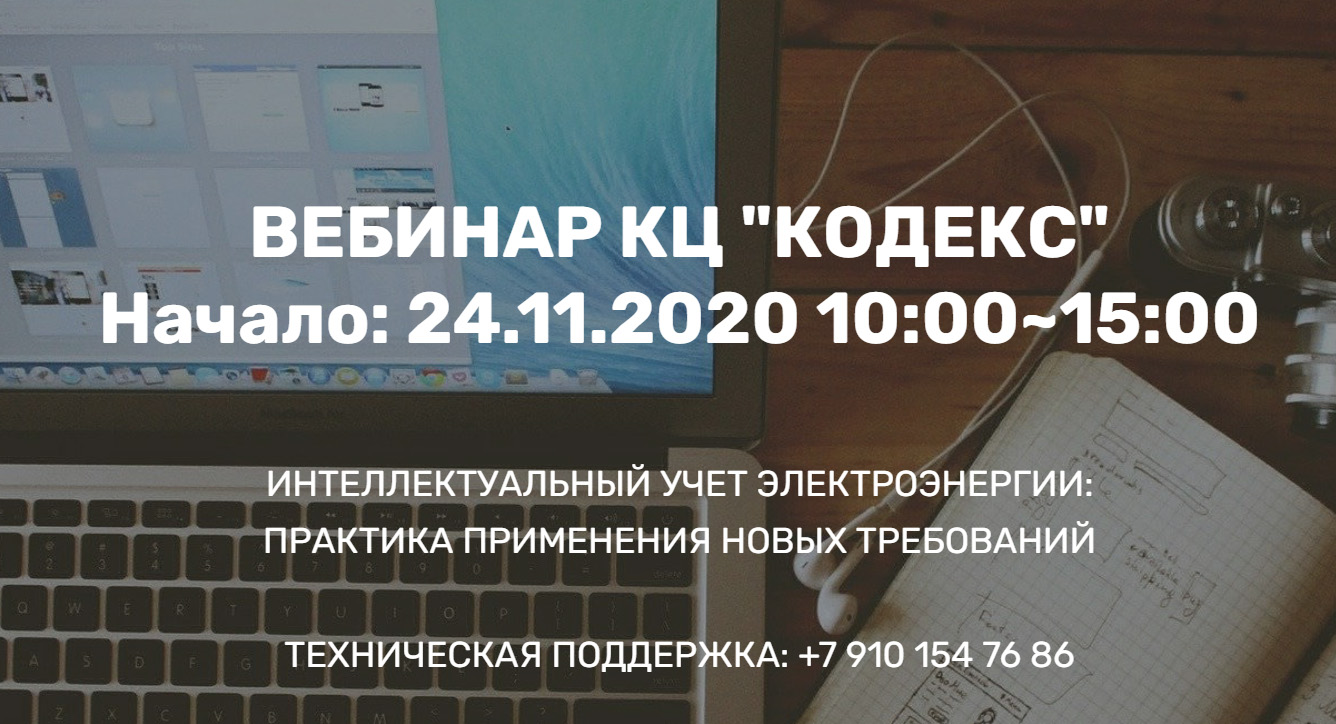 ВЕБИНАР КЦ "КОДЕКС"
Начало: 24.11.2020 10:00~15:00
ИНТЕЛЛЕКТУАЛЬНЫЙ УЧЕТ ЭЛЕКТРОЭНЕРГИИ:
ПРАКТИКА ПРИМЕНЕНИЯ НОВЫХ ТРЕБОВАНИЙ
ТЕХНИЧЕСКАЯ ПОДДЕРЖКА: +7 910 154 76 86